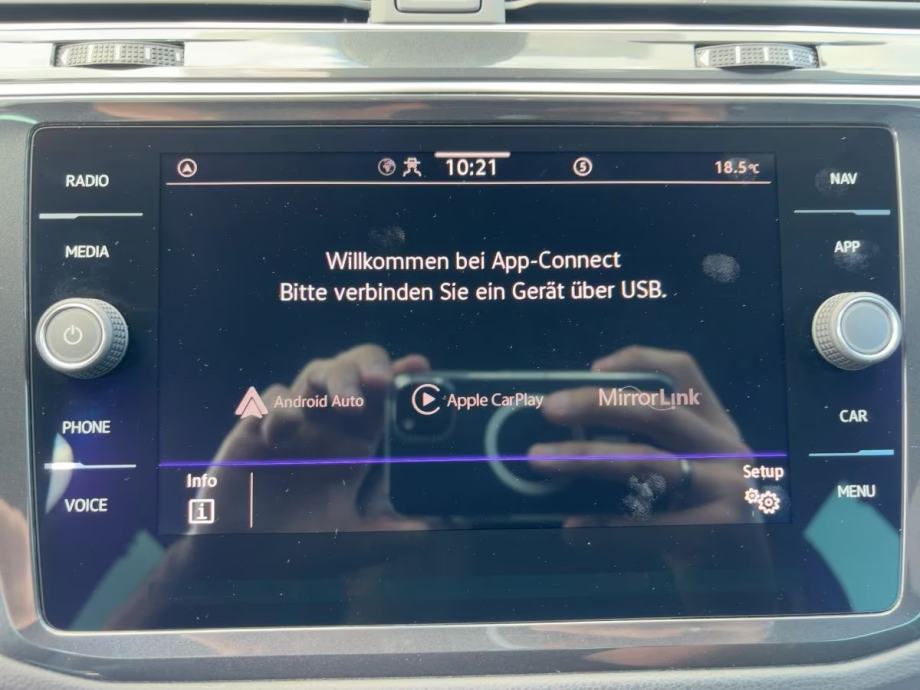 10:21
18.5°C
RADIO
NAV
MEDIA
APP
Willkommen bei App-Connect
Bitte verbinden Sie ein Gerät über USB.
Android Auto
Apple CarPlay
MirrorLink
PHONE
CAR
VOICE
MENU
Info
i
Setup